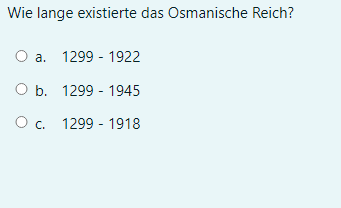 Wie lange existierte das Osmanische Reich?
a. 1299 - 1922
b. 1299 - 1945
c. 1299 - 1918